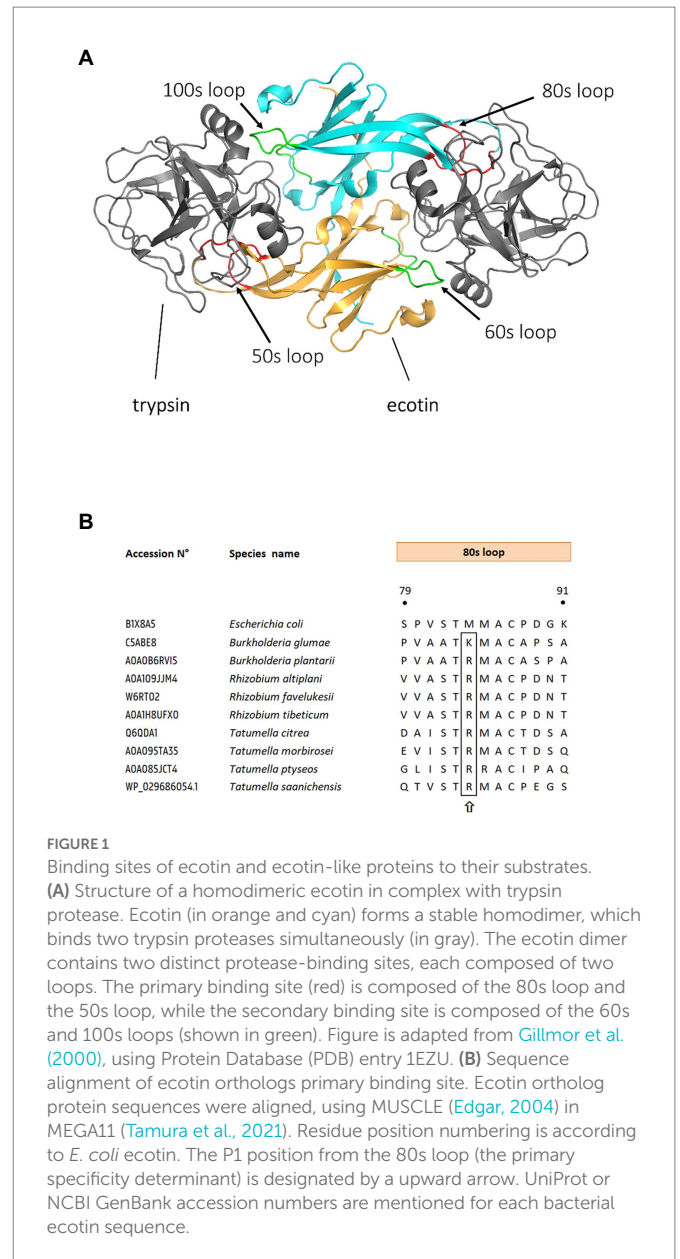 A
100s loop
80s loop
50s loop
60s loop
trypsin
ecotin
B
Accession N° Species name 80s loop
79 91
B1X8A5 Escherichia coli S P V S T M M A C P D G K
C5ABE8 Burkholderia glumae P V A A T K M A C A P S A
A0A0B6RVI5 Burkholderia plantarii P V A A T R M A C A S P A
A0A109JJM4 Rhizobium altiplani V V A S T R M A C P D N T
W6RT02 Rhizobium favelukesii V V A S T R M A C P D N T
A0A1H8UFX0 Rhizobium tibeticum V V A S T R M A C P D N T
Q6QDA1 Tatumella citrea D A I S T R M A C T D S A
A0A095TA35 Tatumella morbirosei E V I S T R M A C T D S Q
A0A085JCT4 Tatumella ptyseos G L I S T R R A C I P A Q
WP_029686054.1 Tatumella saanichensis Q T V S T R M A C P E G S
FIGURE 1
Binding sites of ecotin and ecotin-like proteins to their substrates.
(A) Structure of a homodimeric ecotin in complex with trypsin
protease. Ecotin (in orange and cyan) forms a stable homodimer, which
binds two trypsin proteases simultaneously (in gray). The ecotin dimer
contains two distinct protease-binding sites, each composed of two
loops. The primary binding site (red) is composed of the 80s loop and
the 50s loop, while the secondary binding site is composed of the 60s
and 100s loops (shown in green). Figure is adapted from Gillmor et al.
(2000), using Protein Database (PDB) entry 1EZU. (B) Sequence
alignment of ecotin orthologs primary binding site. Ecotin ortholog
protein sequences were aligned, using MUSCLE (Edgar, 2004) in
MEGA11 (Tamura et al., 2021). Residue position numbering is according
to E. coli ecotin. The P1 position from the 80s loop (the primary
specificity determinant) is designated by a upward arrow. UniProt or
NCBI GenBank accession numbers are mentioned for each bacterial
ecotin sequence.